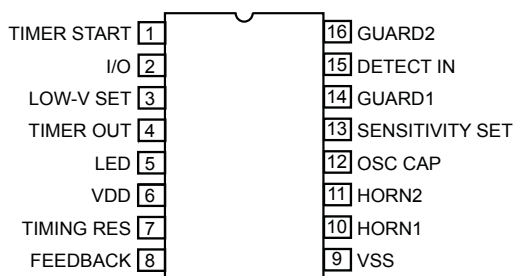 TIMER START 1
I/O 2
LOW-V SET 3
TIMER OUT 4
LED 5
VDD 6
TIMING RES 7
FEEDBACK 8
16 GUARD2
15 DETECT IN
14 GUARD1
13 SENSITIVITY SET
12 OSC CAP
11 HORN2
10 HORN1
9 VSS